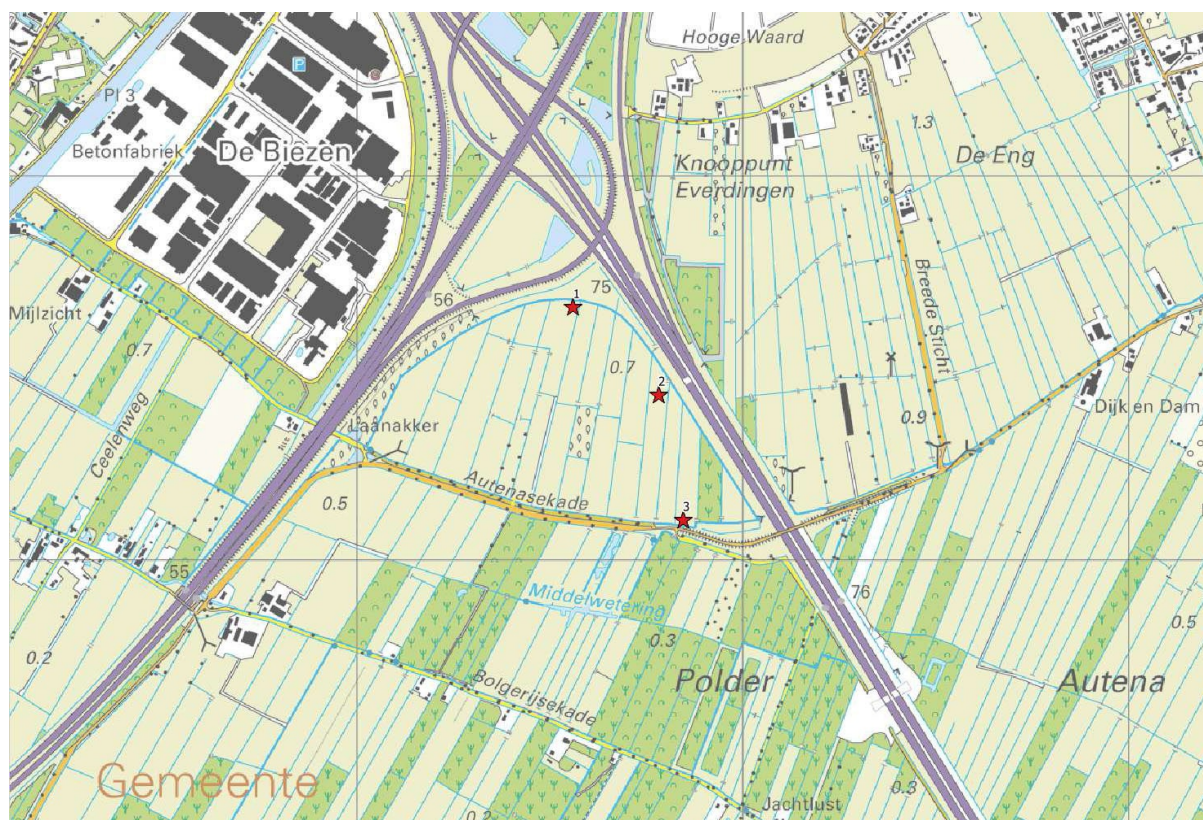 Hooge Waard
P
Pl 3
Betonfabriek
De Biezen
1.3
De Eng
Knooppunt
Everdingen
Breede Sticht
75
1
56
Mijlzicht
0.7
0.7
2
Ceelenweg
Laanakker
Dijk en Dam
0.9
Autenasekade
0.5
3
55
Middelwetering
76
0.3
0.5
0.2
Polder
Autena
Bolgerijsekade
Gemeente
Jachtlust
0.3
0.2